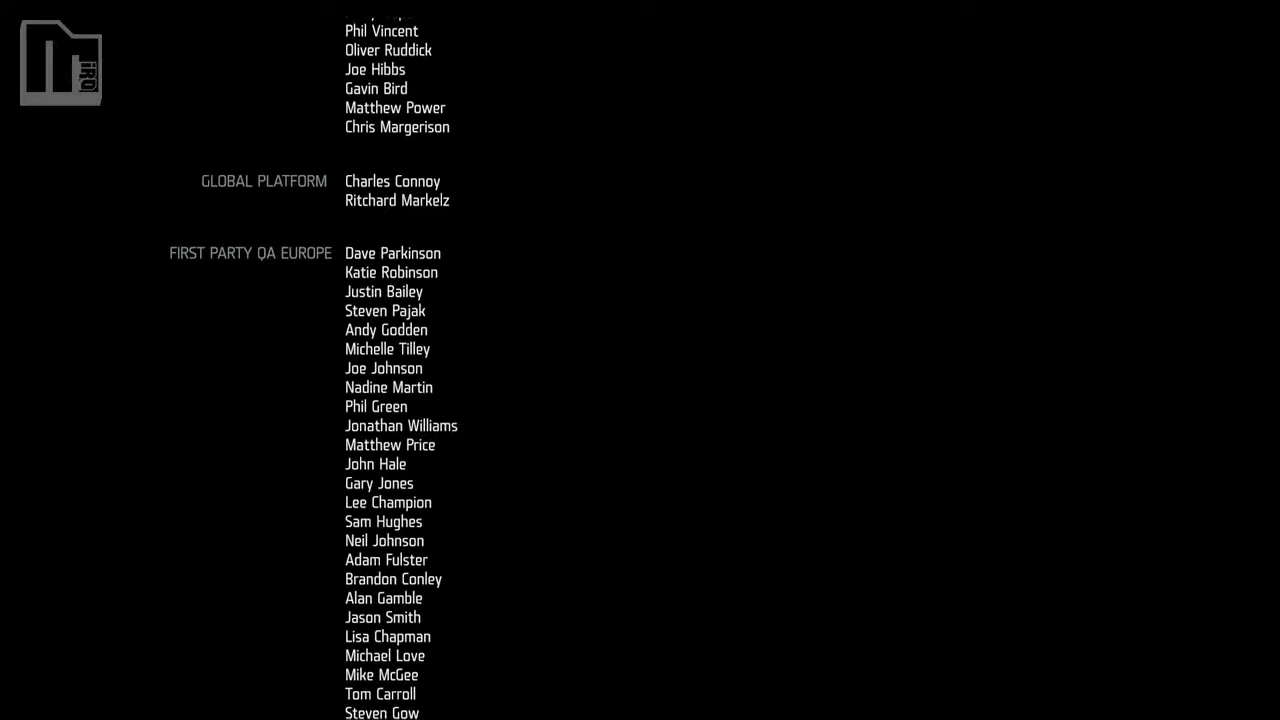 Phil Vincent
Oliver Ruddick
Joe Hibbs
Gavin Bird
Matthew Power
Chris Margerison
GLOBAL PLATFORM Charles Connoy
Ritchard Markelz
FIRST PARTY QA EUROPE Dave Parkinson
Katie Robinson
Justin Bailey
Steven Pajak
Andy Godden
Michelle Tilley
Joe Johnson
Nadine Martin
Phil Green
Jonathan Williams
Matthew Price
John Hale
Gary Jones
Lee Champion
Sam Hughes
Neil Johnson
Adam Fulster
Brandon Conley
Alan Gamble
Jason Smith
Lisa Chapman
Michael Love
Mike McGee
Tom Carroll
Steven Gow